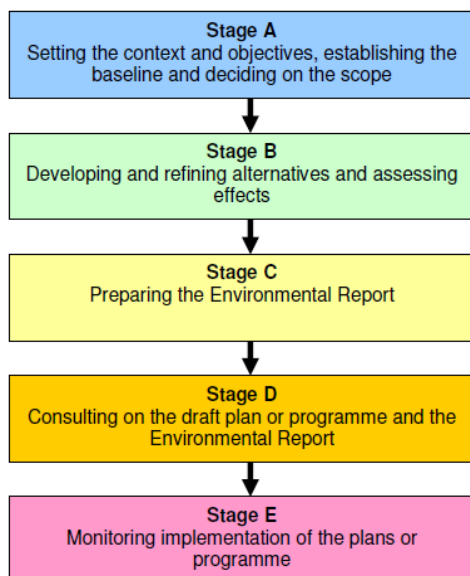 Stage A
Setting the context and objectives, establishing the
baseline and deciding on the scope
Stage B
Developing and refining alternatives and assessing
effects
Stage C
Preparing the Environmental Report
Stage D
Consulting on the draft plan or programme and the
Environmental Report
Stage E
Monitoring implementation of the plans or
programme